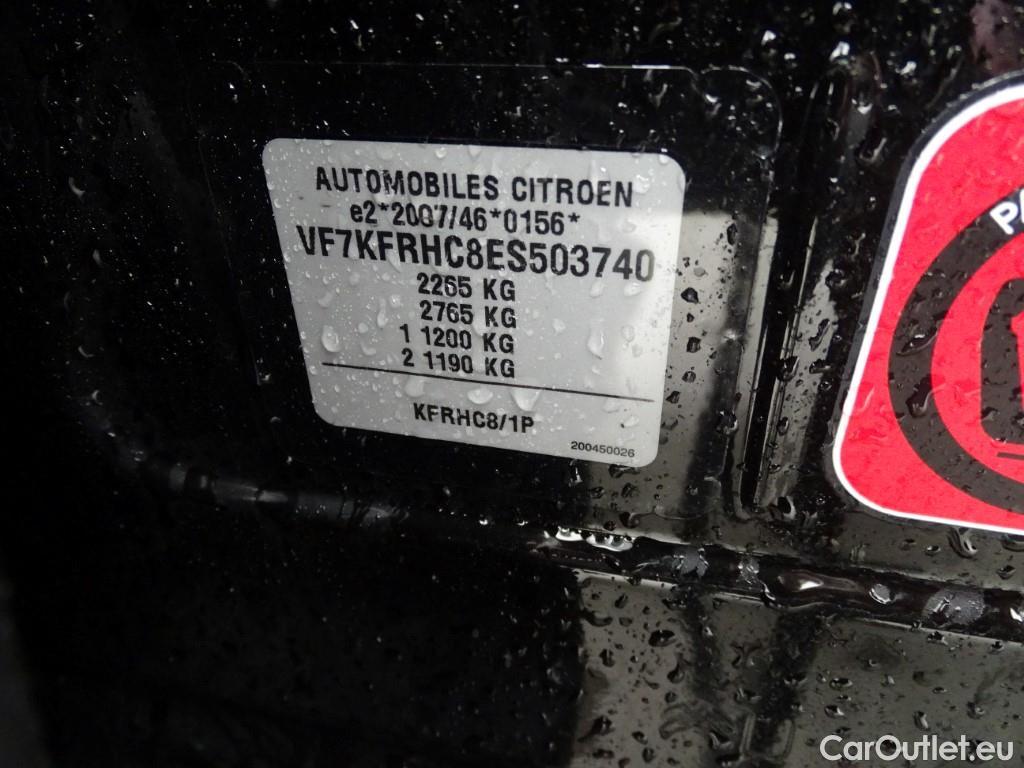 AUTOMOBILES CITROEN
e2*2007/46*0156*
VF7KFRHC8ES503740
2265 KG
2765 KG
1 1200 KG
2 1190 KG
KFRHC8/1P
200450026
CarOutlet.eu